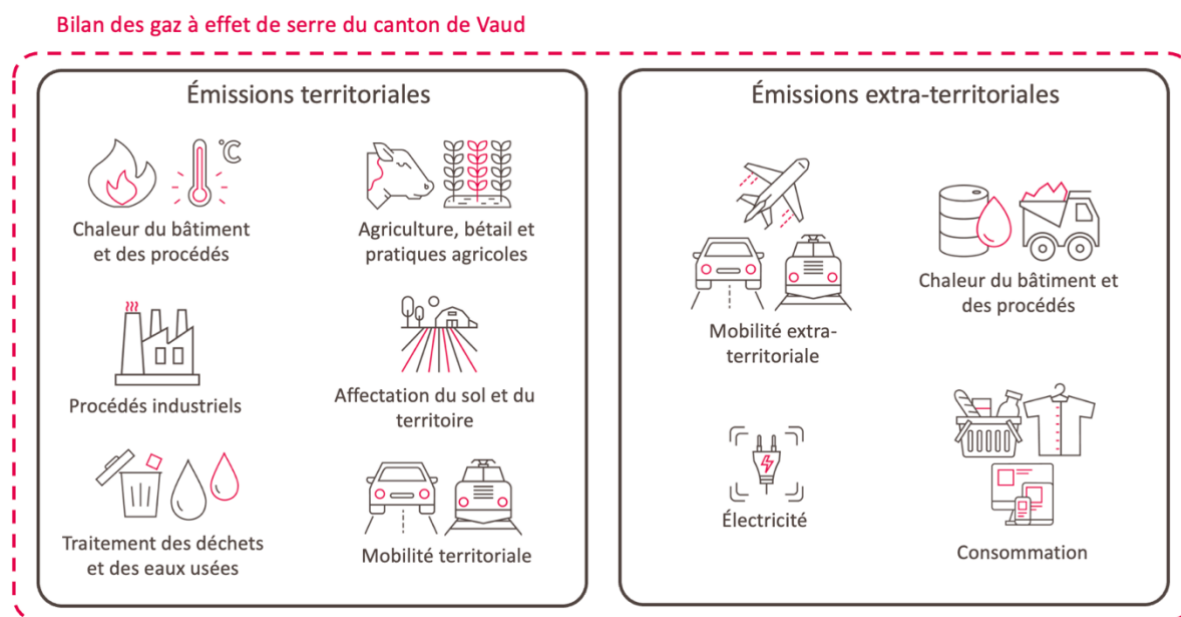 Bilan des gaz à effet de serre du canton de Vaud
Émissions territoriales
°C
Chaleur du bâtiment
et des procédés
Agriculture, bétail et
pratiques agricoles
Procédés industriels
Affectation du sol et du
territoire
Traitement des déchets
et des eaux usées
Mobilité territoriale
Émissions extra-territoriales
Mobilité extra-
territoriale
Chaleur du bâtiment et
des procédés
Électricité
Consommation